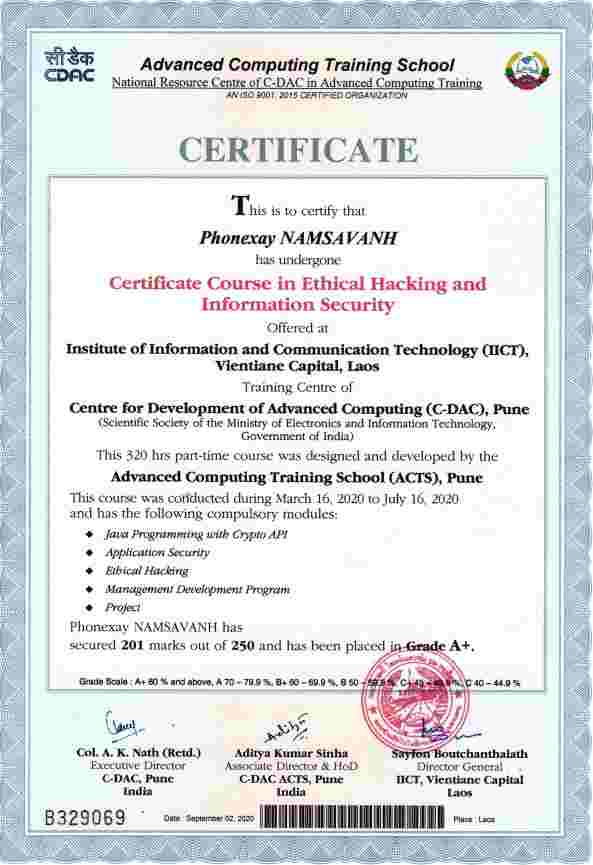 सी डैक
CDAC
Advanced Computing Training School
National Resource Centre of C-DAC in Advanced Computing Training
AN ISO 9001: 2015 CERTIFIED ORGANIZATION
CERTIFICATE
This is to certify that
Phonexay NAMSAVANH
has undergone
Certificate Course in Ethical Hacking and
Information Security
Offered at
Institute of Information and Communication Technology (IICT),
Vientiane Capital, Laos
Training Centre of
Centre for Development of Advanced Computing (C-DAC), Pune
(Scientific Society of the Ministry of Electronics and Information Technology,
Government of India)
This 320 hrs part-time course was designed and developed by the
Advanced Computing Training School (ACTS), Pune
This course was conducted during March 16, 2020 to July 16, 2020
and has the following compulsory modules:
Java Programming with Crypto API
Application Security
Ethical Hacking
Management Development Program
Project
Phonexay NAMSAVANH has
secured 201 marks out of 250 and has been placed in Grade A+.
Grade Scale : A+ 80 % and above, A 70 – 79.9 %, B+ 60 – 69.9 %, B 50 – 59.9 %, C+ 45 – 49.9 %, C 40 – 44.9 %
Col. A. K. Nath (Retd.) Aditya Kumar Sinha Sayfon Boutchanthalath
Executive Director Associate Director & HoD Director General
C-DAC, Pune C-DAC ACTS, Pune IICT, Vientiane Capital
India India Laos
B329069 Date : September 02, 2020 Place : Laos